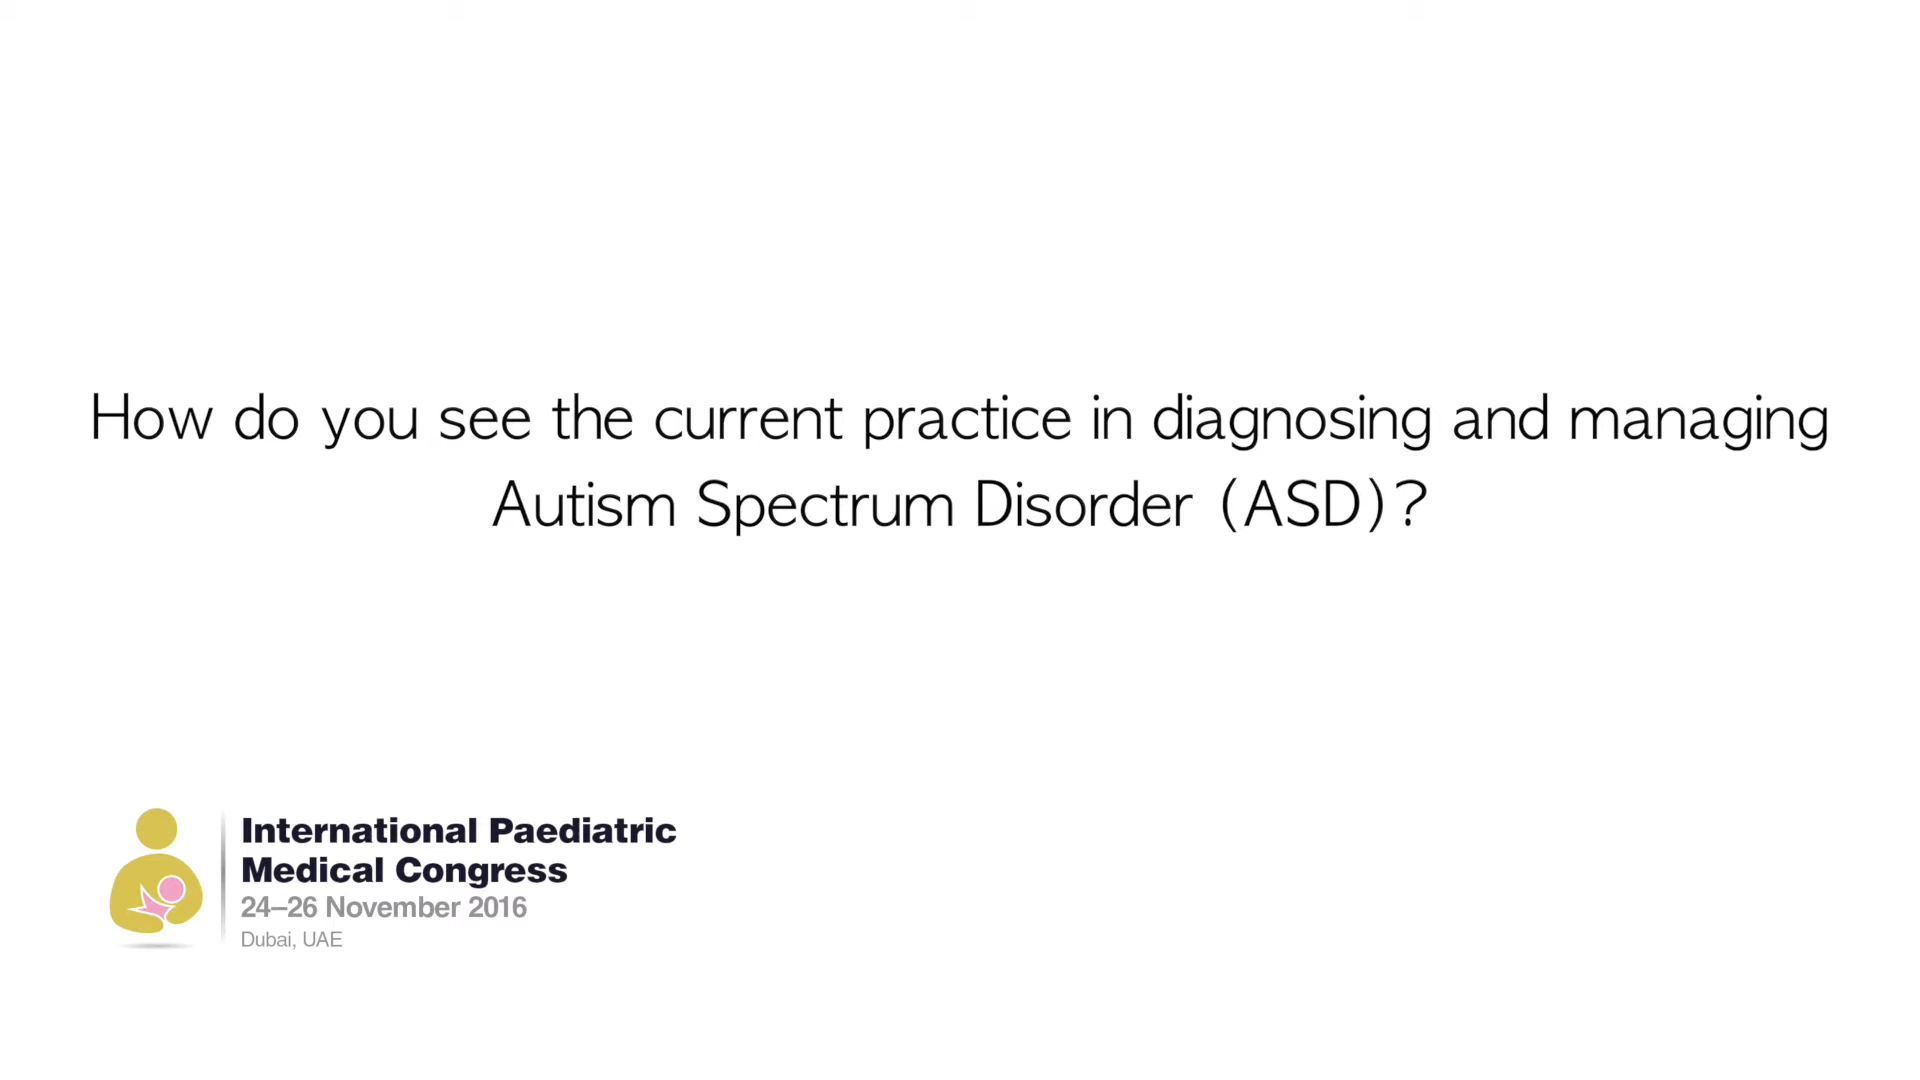 How do you see the current practice in diagnosing and managing
Autism Spectrum Disorder (ASD)?
International Paediatric
Medical Congress
24–26 November 2016
Dubai, UAE